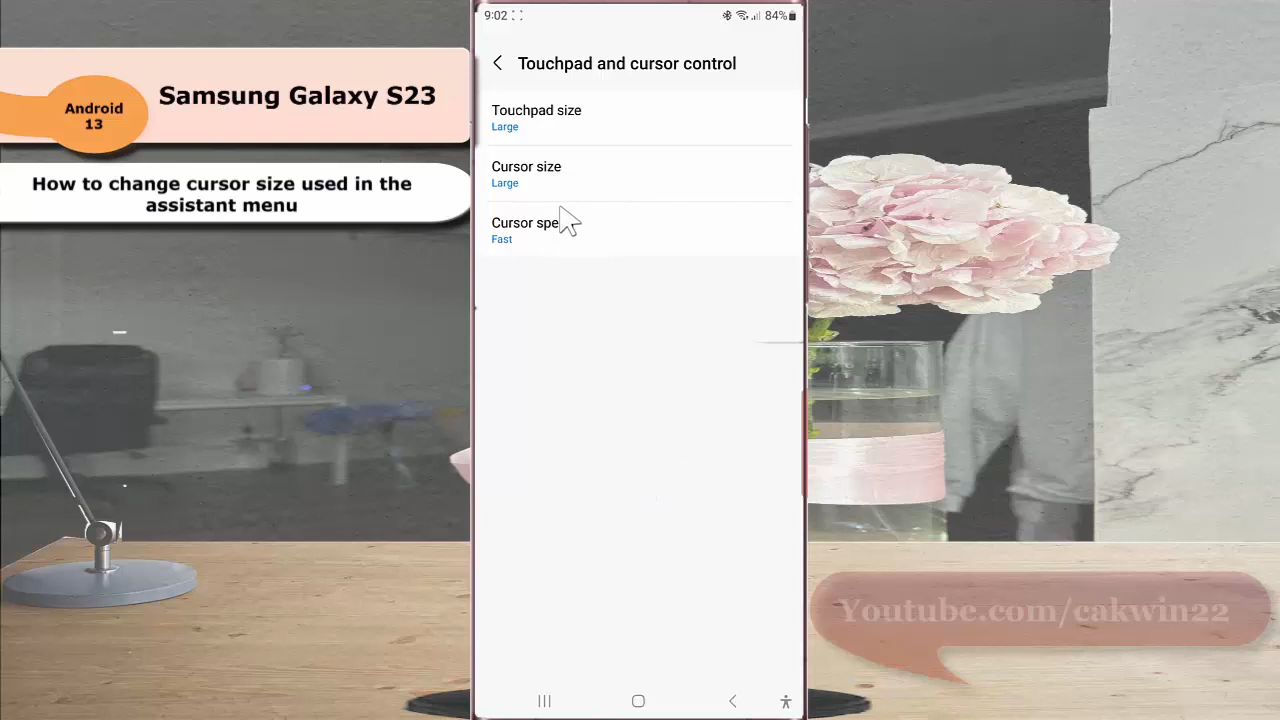 Android
13
Samsung Galaxy S23
How to change cursor size used in the
assistant menu
9:02
84%
Touchpad and cursor control
Touchpad size
Large
Cursor size
Large
Cursor spe
Fast
Youtube.com/cakwin22